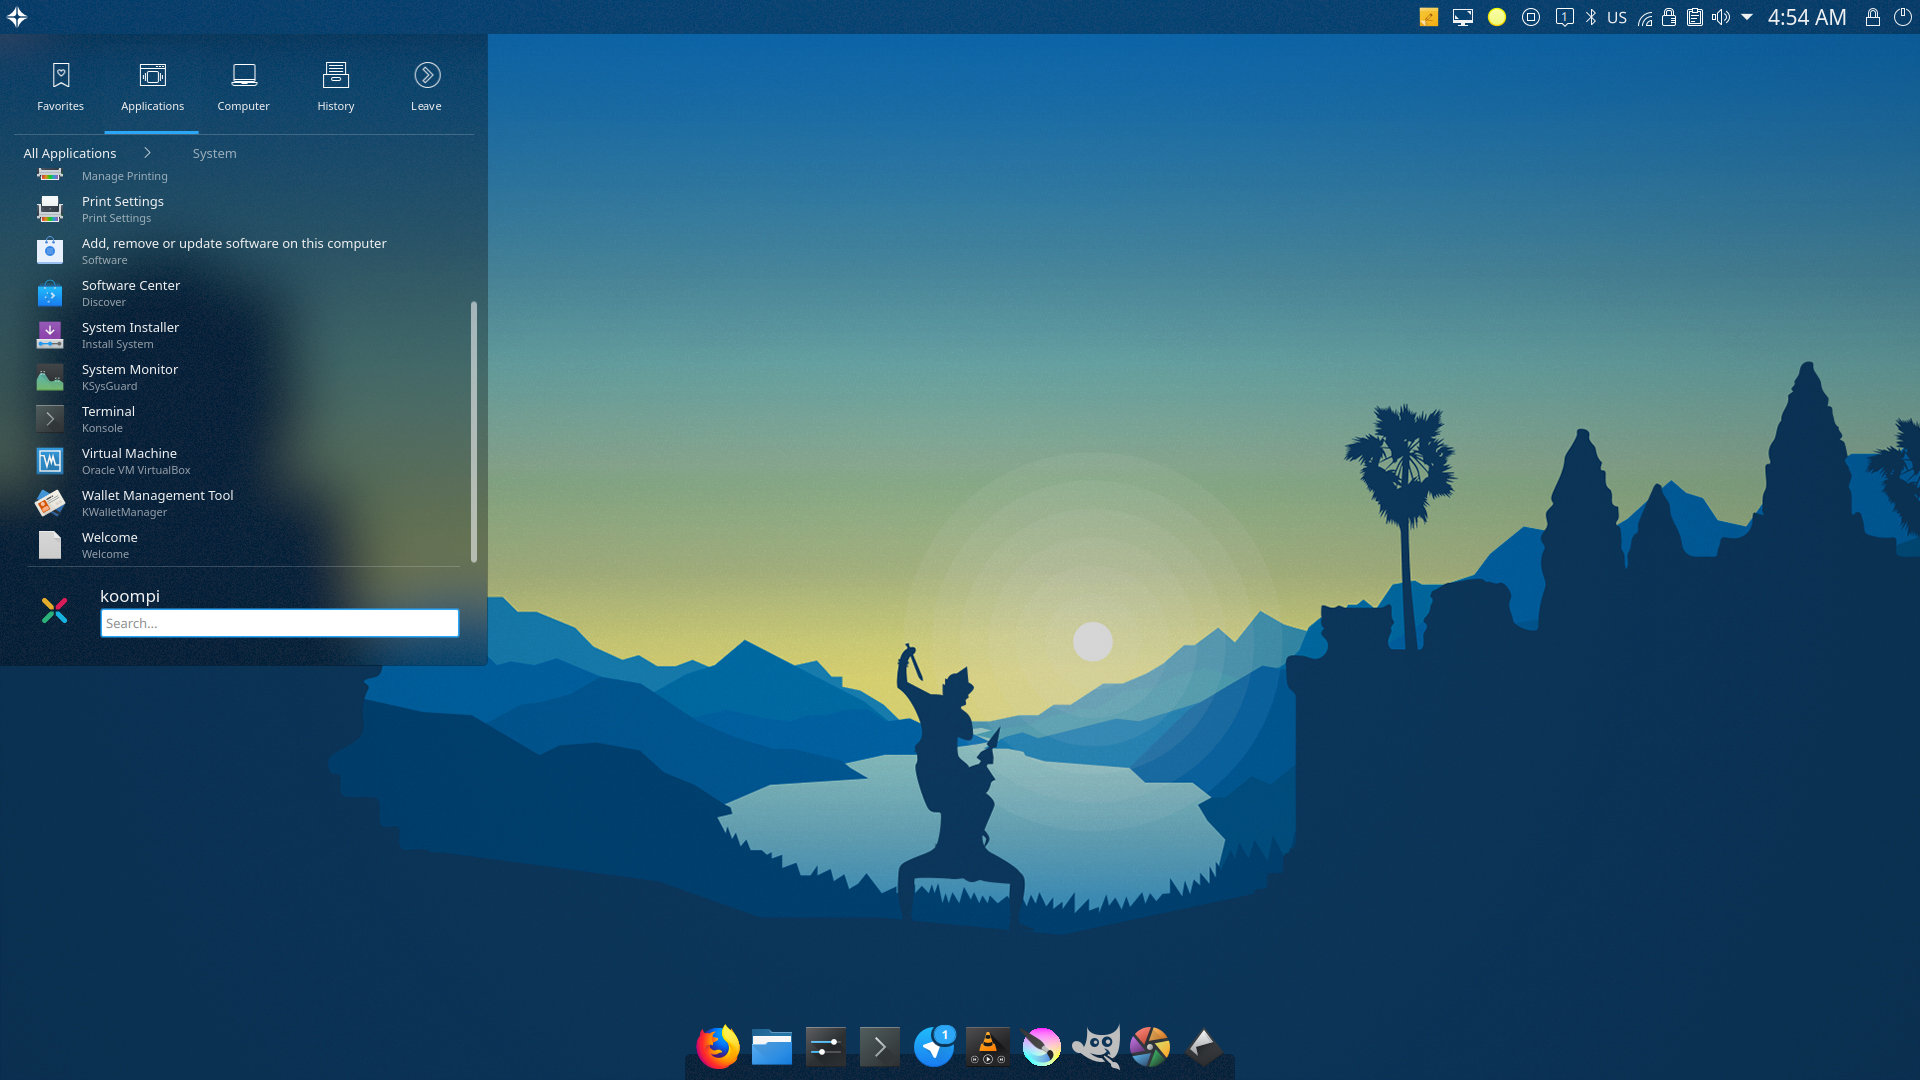 1
US
4:54 AM
Favorites
Applications
Computer
History
Leave
All Applications
System
Manage Printing
Print Settings
Print Settings
Add, remove or update software on this computer
Software
Software Center
Discover
System Installer
Install System
System Monitor
KSysGuard
Terminal
Konsole
Virtual Machine
Oracle VM VirtualBox
Wallet Management Tool
KWalletManager
Welcome
Welcome
koompi
Search...
1